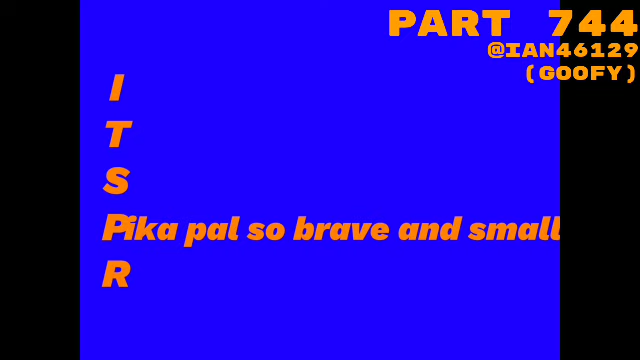 PART 744
@IAN46129
(GOOFY)
I
T
S
Pika pal so brave and small
R